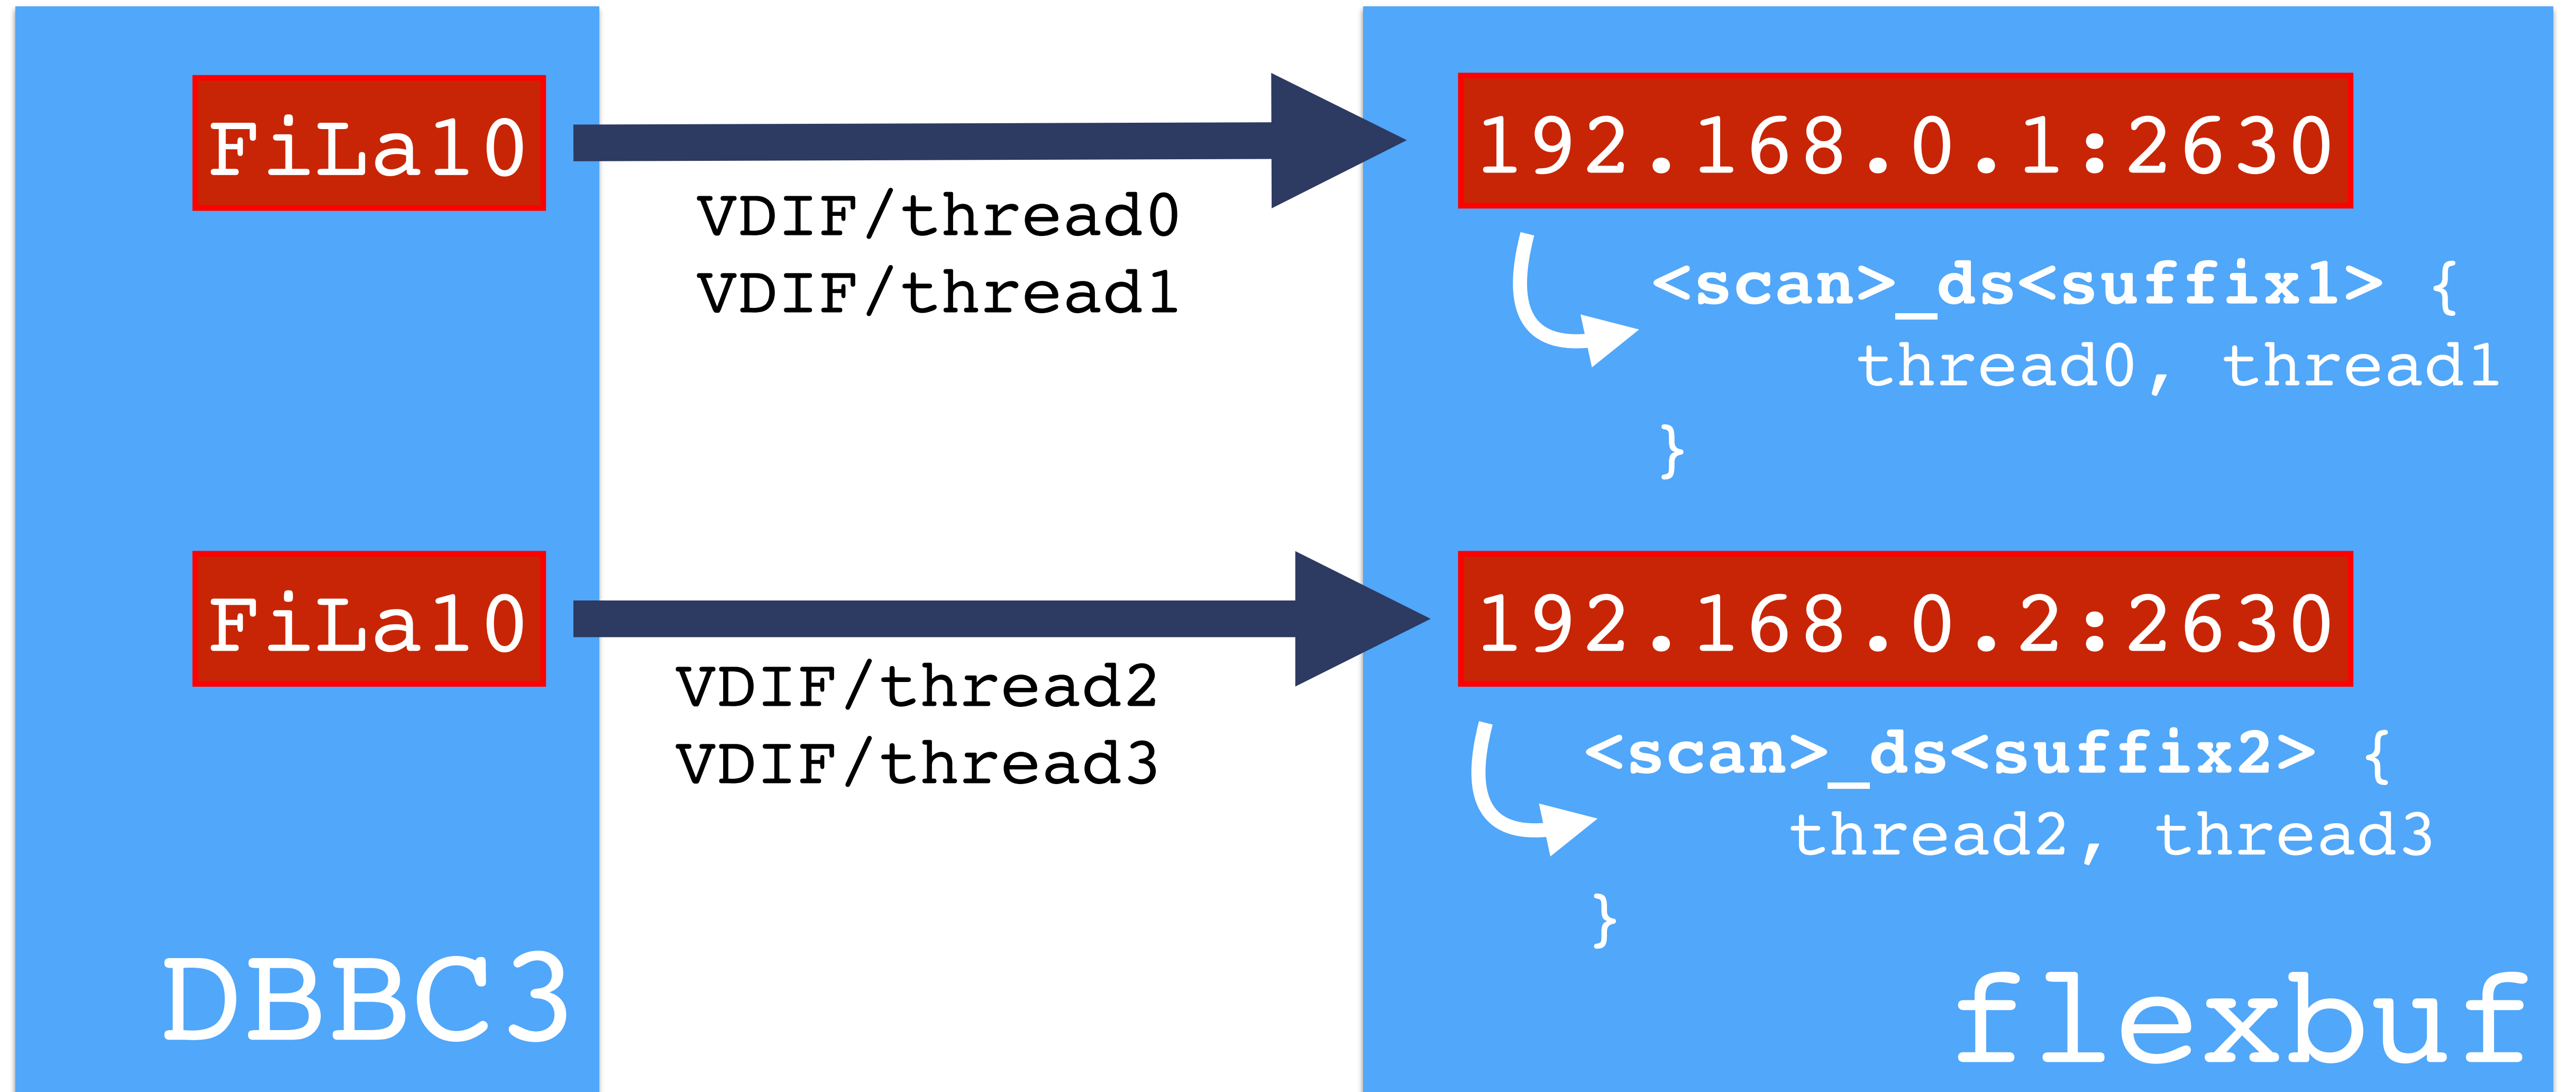 FiLa10
VDIF/thread0
VDIF/thread1
192.168.0.1:2630
<scan>_ds<suffix1> {
thread0, thread1
}
FiLa10
VDIF/thread2
VDIF/thread3
192.168.0.2:2630
<scan>_ds<suffix2> {
thread2, thread3
}
DBBC3
flexbuf